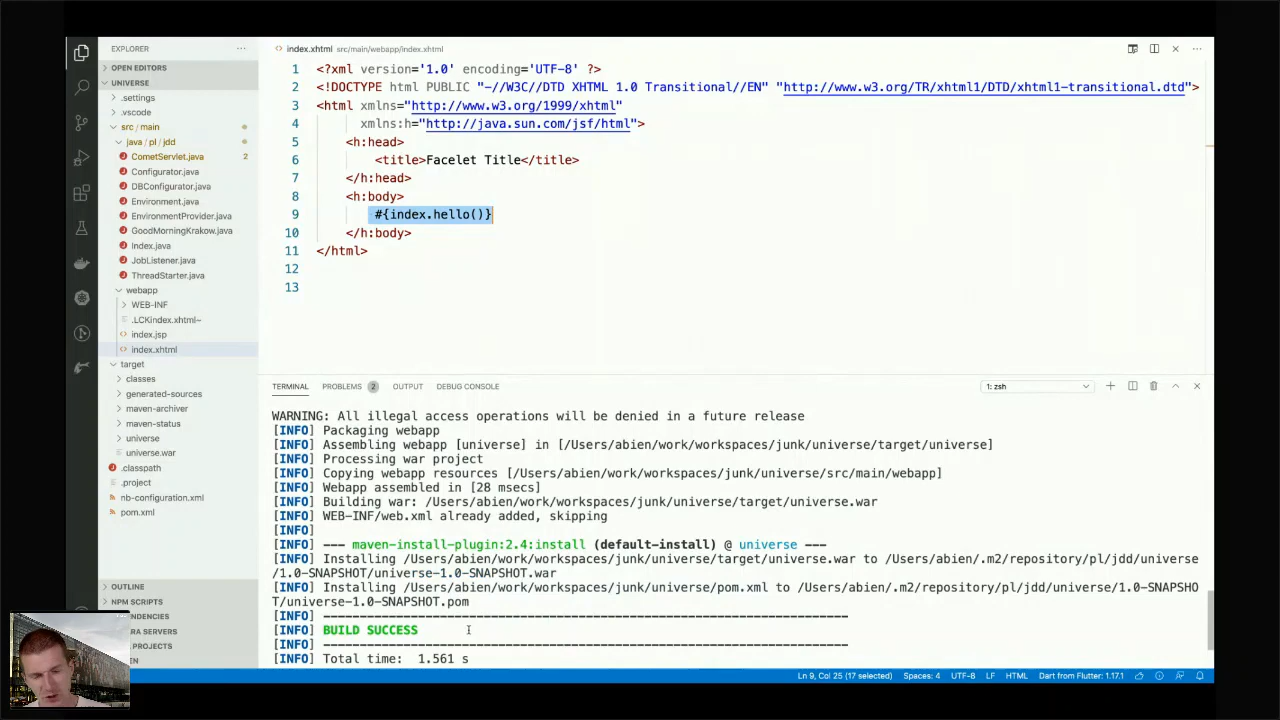 EXPLORER
OPEN EDITORS
UNIVERSE
.settings
.vscode
src / main
java / pl / jdd
CometServlet.java 2
Configurator.java
DBConfigurator.java
Environment.java
EnvironmentProvider.java
GoodMorningKrakow.java
Index.java
JobListener.java
ThreadStarter.java
webapp
WEB-INF
.LCKindex.xhtml~
index.jsp
index.xhtml
target
classes
generated-sources
maven-archiver
maven-status
universe
universe.war
.classpath
.project
nb-configuration.xml
pom.xml
OUTLINE
NPM SCRIPTS
index.xhtml src/main/webapp/index.xhtml
1 <?xml version='1.0' encoding='UTF-8' ?>
2 <!DOCTYPE html PUBLIC "-//W3C//DTD XHTML 1.0 Transitional//EN" "http://www.w3.org/TR/xhtml1/DTD/xhtml1-transitional.dtd">
3 <html xmlns="http://www.w3.org/1999/xhtml"
4 xmlns:h="http://java.sun.com/jsf/html">
5 <h:head>
6 <title>Facelet Title</title>
7 </h:head>
8 <h:body>
9 #{index.hello()}
10 </h:body>
11 </html>
12
13
TERMINAL PROBLEMS 2 OUTPUT DEBUG CONSOLE 1: zsh
WARNING: All illegal access operations will be denied in a future release
[INFO] Packaging webapp
[INFO] Assembling webapp [universe] in [/Users/abien/work/workspaces/junk/universe/target/universe]
[INFO] Processing war project
[INFO] Copying webapp resources [/Users/abien/work/workspaces/junk/universe/src/main/webapp]
[INFO] Webapp assembled in [28 msecs]
[INFO] Building war: /Users/abien/work/workspaces/junk/universe/target/universe.war
[INFO] WEB-INF/web.xml already added, skipping
[INFO]
[INFO] --- maven-install-plugin:2.4:install (default-install) @ universe ---
[INFO] Installing /Users/abien/work/workspaces/junk/universe/target/universe.war to /Users/abien/.m2/repository/pl/jdd/universe
/1.0-SNAPSHOT/universe-1.0-SNAPSHOT.war
[INFO] Installing /Users/abien/work/workspaces/junk/universe/pom.xml to /Users/abien/.m2/repository/pl/jdd/universe/1.0-SNAPSHO
T/universe-1.0-SNAPSHOT.pom
[INFO] ------------------------------------------------------------------------
[INFO] BUILD SUCCESS
[INFO] ------------------------------------------------------------------------
[INFO] Total time: 1.561 s
Ln 9, Col 25 (17 selected) Spaces: 4 UTF-8 LF HTML Dart from Flutter: 1.17.1